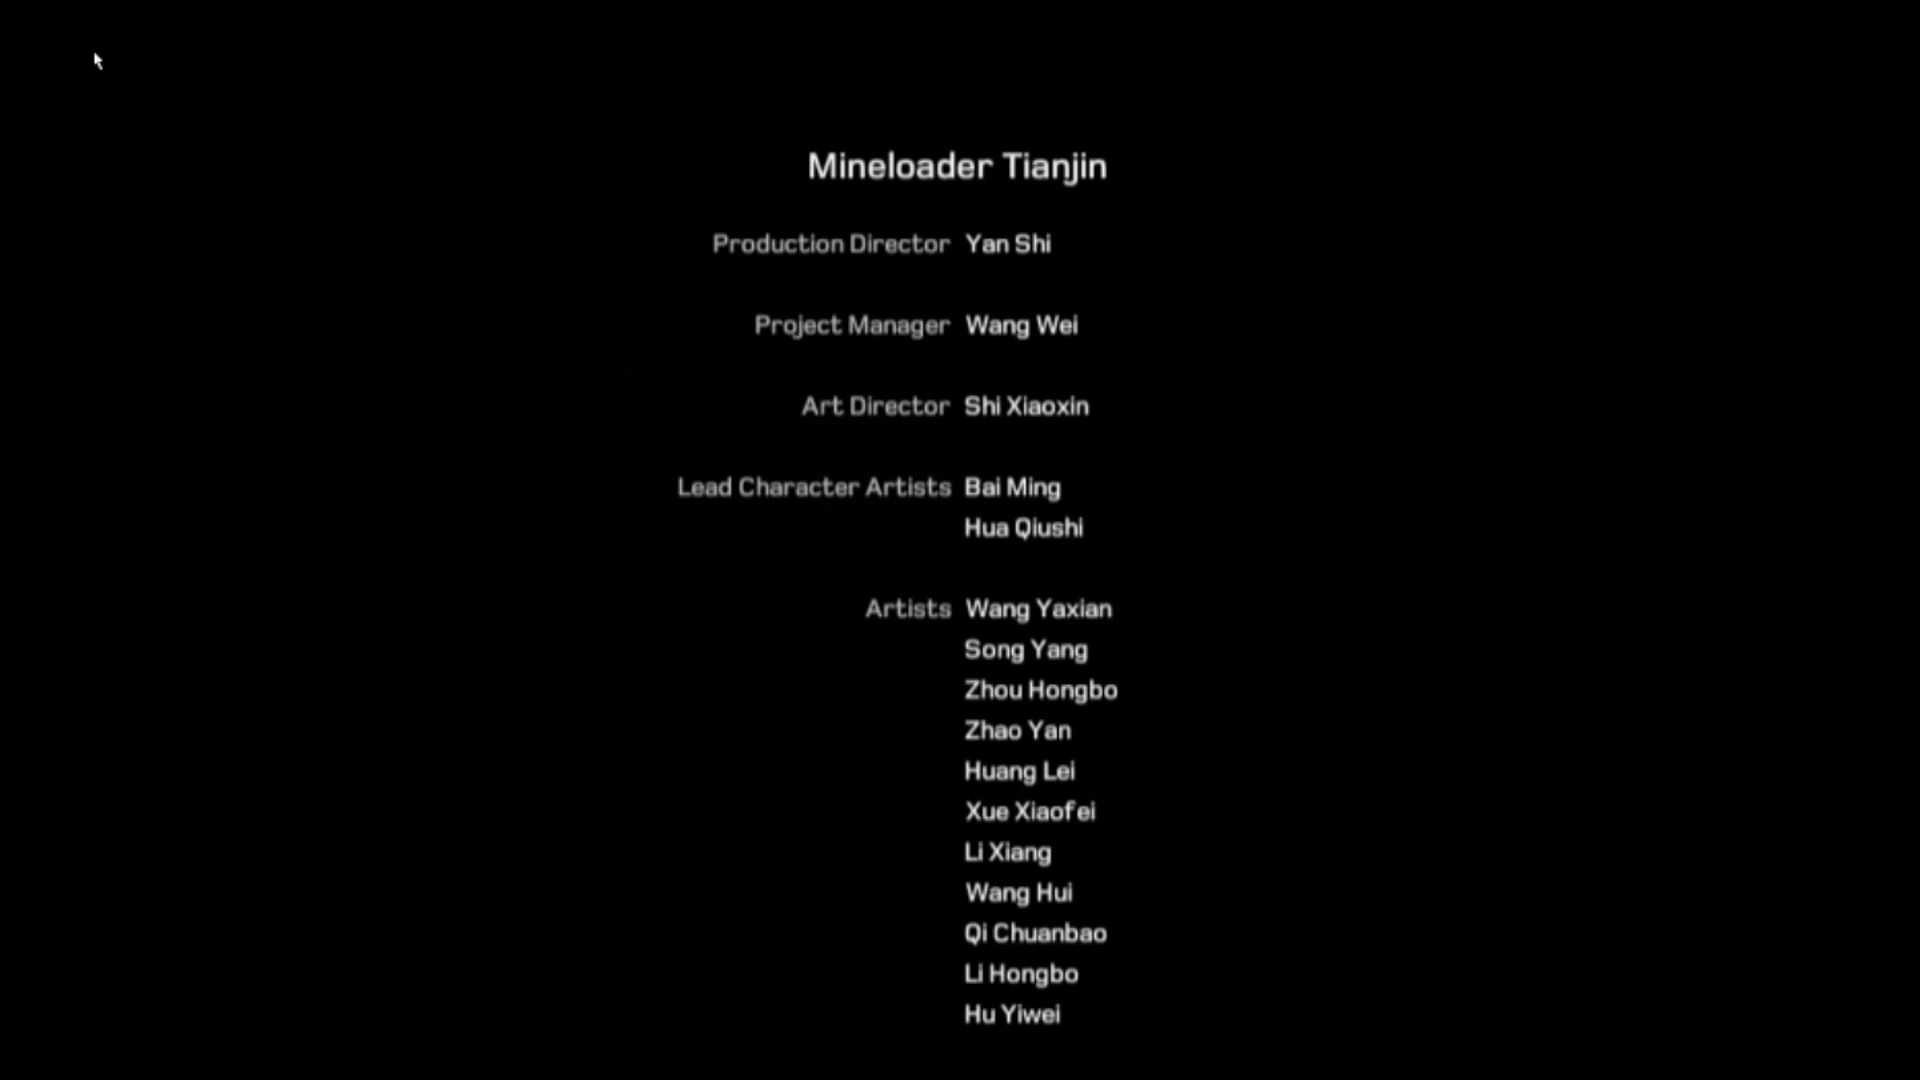 Mineloader Tianjin
Production Director Yan Shi
Project Manager Wang Wei
Art Director Shi Xiaoxin
Lead Character Artists Bai Ming
Hua Qiushi
Artists Wang Yaxian
Song Yang
Zhou Hongbo
Zhao Yan
Huang Lei
Xue Xiaofei
Li Xiang
Wang Hui
Qi Chuanbao
Li Hongbo
Hu Yiwei